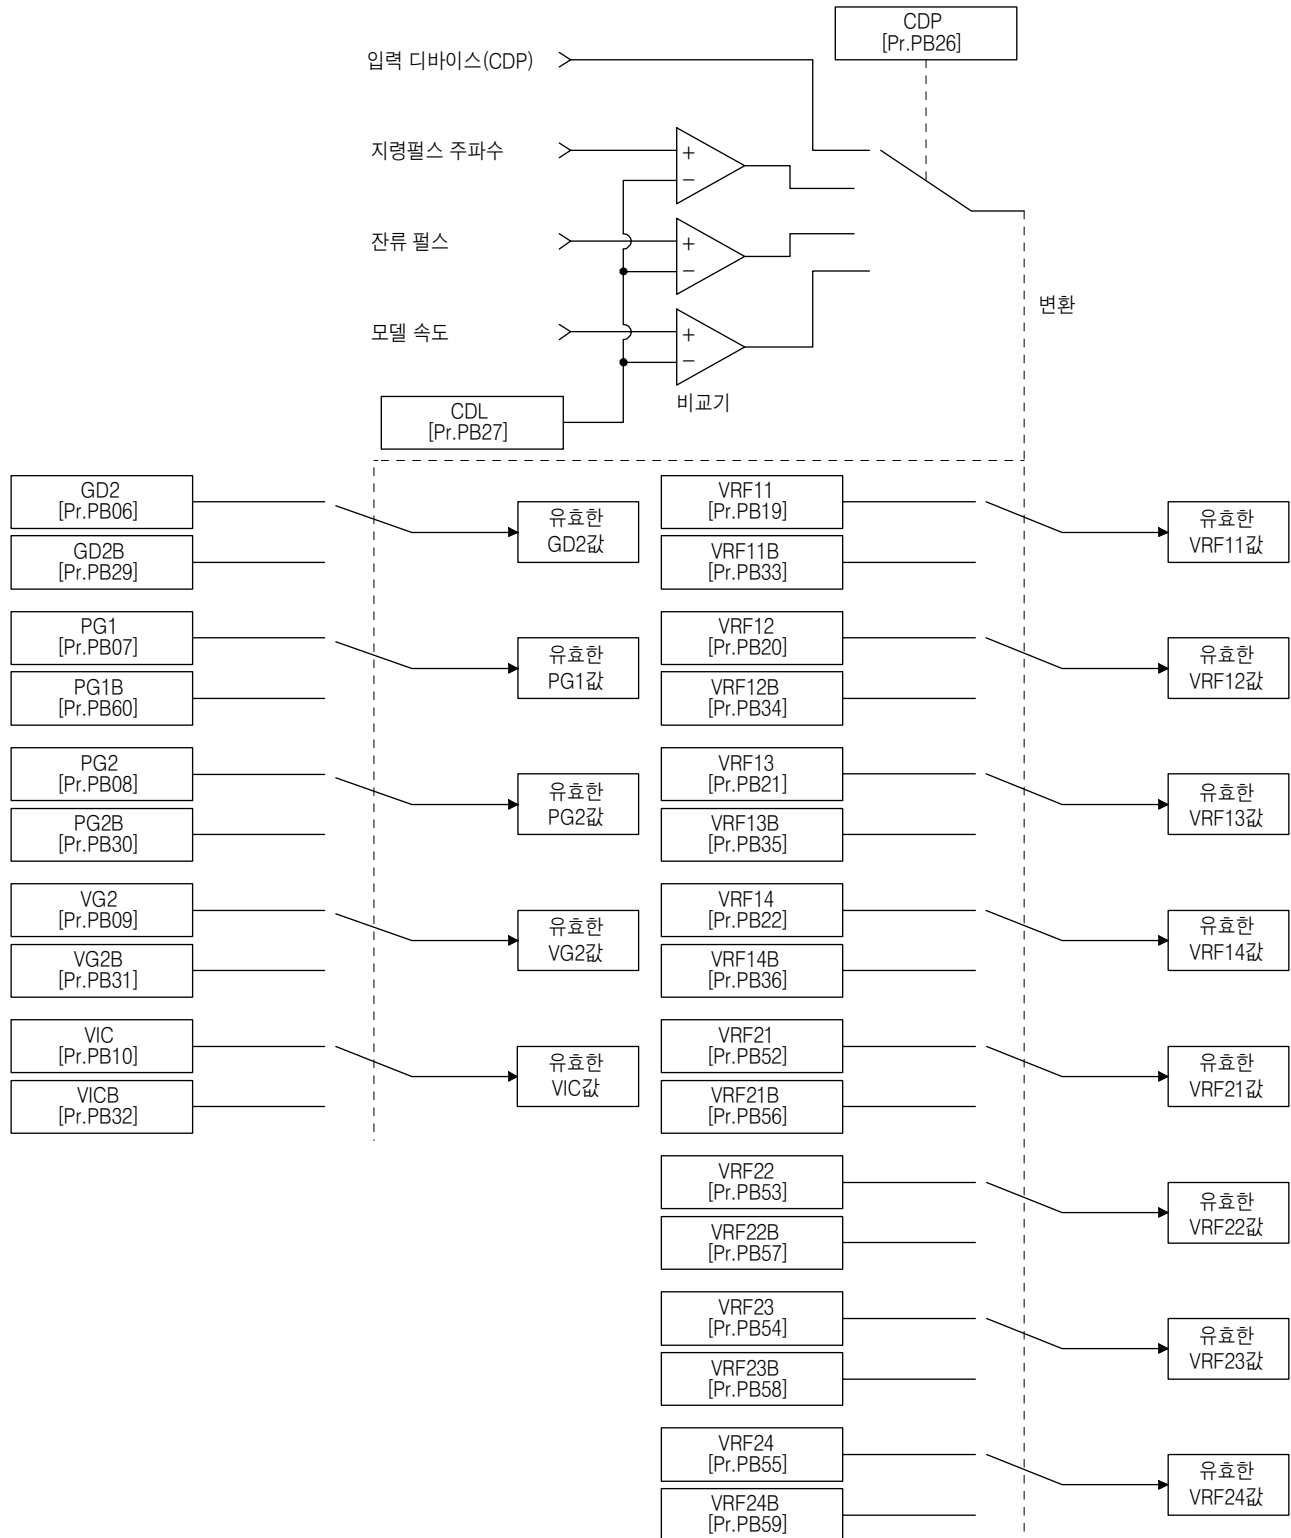 CDP
[Pr.PB26]
입력 디바이스(CDP)
지령펄스 주파수
+
−
잔류 펄스
+
−
변환
모델 속도
+
−
비교기
CDL
[Pr.PB27]
GD2
[Pr.PB06]
GD2B
[Pr.PB29]
유효한
GD2값
PG1
[Pr.PB07]
PG1B
[Pr.PB60]
유효한
PG1값
PG2
[Pr.PB08]
PG2B
[Pr.PB30]
유효한
PG2값
VG2
[Pr.PB09]
VG2B
[Pr.PB31]
유효한
VG2값
VIC
[Pr.PB10]
VICB
[Pr.PB32]
유효한
VIC값
VRF11
[Pr.PB19]
VRF11B
[Pr.PB33]
유효한
VRF11값
VRF12
[Pr.PB20]
VRF12B
[Pr.PB34]
유효한
VRF12값
VRF13
[Pr.PB21]
VRF13B
[Pr.PB35]
유효한
VRF13값
VRF14
[Pr.PB22]
VRF14B
[Pr.PB36]
유효한
VRF14값
VRF21
[Pr.PB52]
VRF21B
[Pr.PB56]
유효한
VRF21값
VRF22
[Pr.PB53]
VRF22B
[Pr.PB57]
유효한
VRF22값
VRF23
[Pr.PB54]
VRF23B
[Pr.PB58]
유효한
VRF23값
VRF24
[Pr.PB55]
VRF24B
[Pr.PB59]
유효한
VRF24값